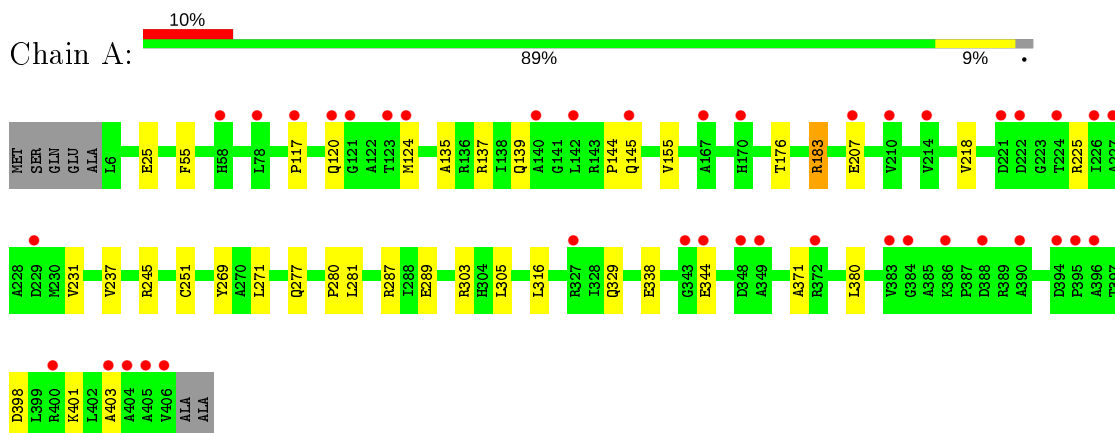 10%
Chain A:
89% 9% •
MET SER GLN GLU ALA L6 E25 F55 H58 L78 P117 Q120 G121 A122 T123 M124 A135 R136 R137 I138 Q139 A140 G141 L142 R143 P144 Q145 V155 A167 H170 T176 R183 E207 V210 V214 V218 D221 D222 G223 T224 R225 I226 A227
A228 D229 M230 V231 V237 R245 C251 Y269 A270 L271 Q277 P280 L281 R287 I288 E289 R303 H304 L305 L316 R327 I328 Q329 E338 G343 E344 D348 A349 A371 R372 L380 V383 G384 A385 K386 P387 D388 R389 A390 D394 P395 A396 T397
D398 L399 R400 K401 L402 A403 A404 A405 V406 ALA ALA